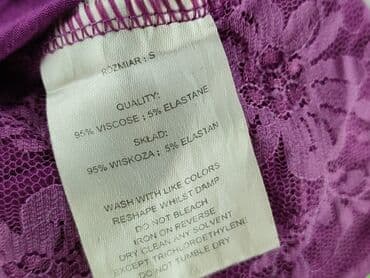 ROZMIAR : S
QUALITY:
95% VISCOSE ; 5% ELASTANE
SKŁAD:
95% WISKOZA ; 5% ELASTAN
WASH WITH LIKE COLORS
RESHAPE WHILST DAMP
DO NOT BLEACH
IRON ON REVERSE
DRY CLEAN ANY SOLVENT
EXCEPT TRICHLOROETHYLENE
DO NOT TUMBLE DRY